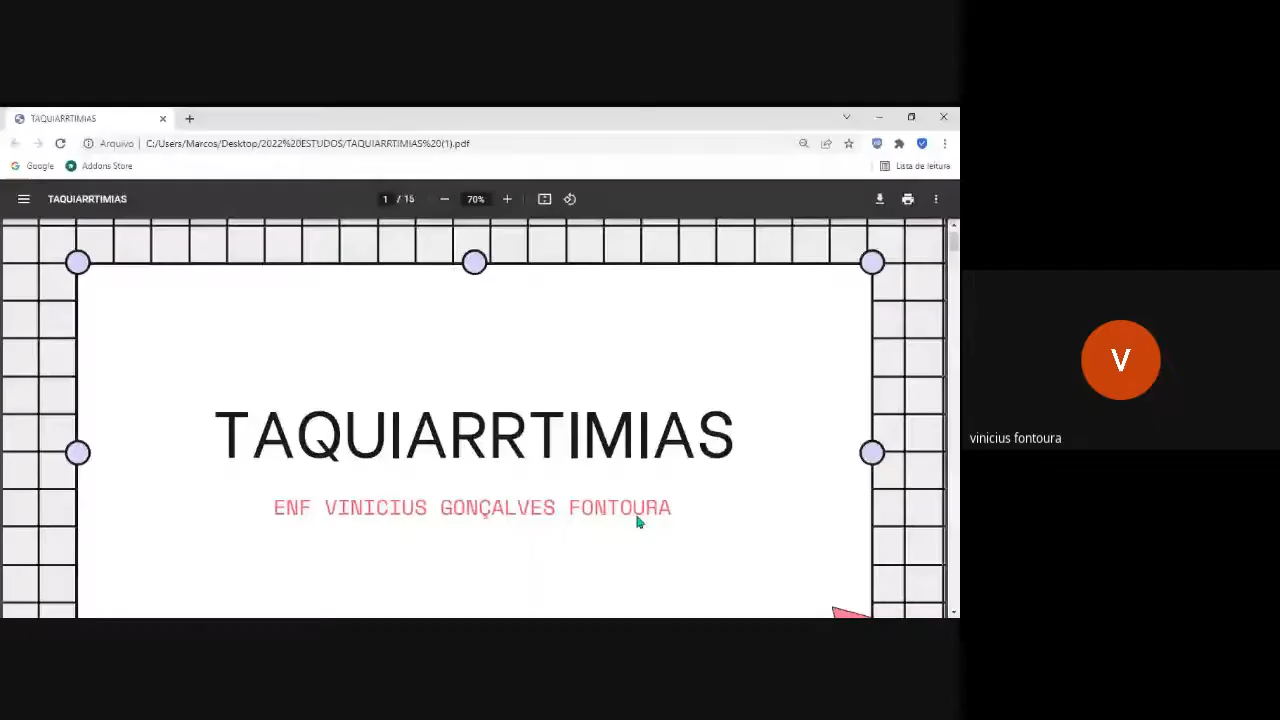 TAQUIARRTIMIAS
Arquivo
C:/Users/Marcos/Desktop/2022%20ESTUDOS/TAQUIARRTIMIAS%20(1).pdf
Google
Addons Store
Lista de leitura
TAQUIARRTIMIAS
1 / 15
70%
TAQUIARRTIMIAS
ENF VINICIUS GONÇALVES FONTOURA
V
vinicius fontoura